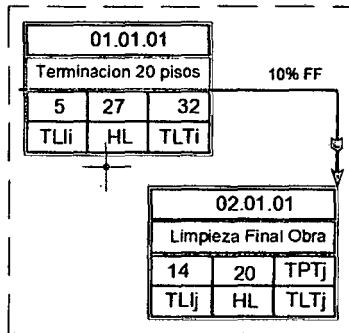 01.01.01
Terminacion 20 pisos
10% FF
5 27 32
TLIi HL TLTi
02.01.01
Limpieza Final Obra
14 20 TPTj
TLIj HL TLTj